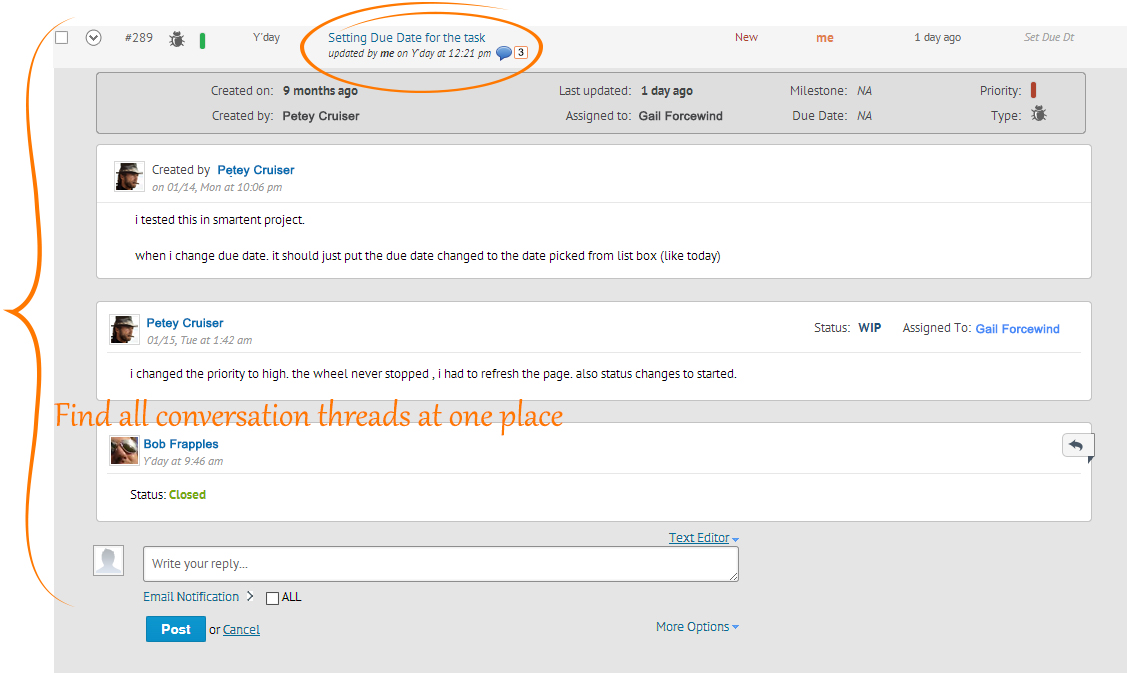 #289 Y'day Setting Due Date for the task New me 1 day ago Set Due Dt
updated by me on Y'day at 12:21 pm 3
Created on: 9 months ago Last updated: 1 day ago Milestone: NA Priority:
Created by: Petey Cruiser Assigned to: Gail Forcewind Due Date: NA Type:
Created by Petey Cruiser
on 01/14, Mon at 10:06 pm
i tested this in smartent project.
when i change due date. it should just put the due date changed to the date picked from list box (like today)
Petey Cruiser Status: WIP Assigned To: Gail Forcewind
01/15, Tue at 1:42 am
i changed the priority to high. the wheel never stopped , i had to refresh the page. also status changes to started.
Find all conversation threads at one place
Bob Frapples
Y'day at 9:46 am
Status: Closed
Text Editor
Write your reply...
Email Notification ALL
Post or Cancel More Options